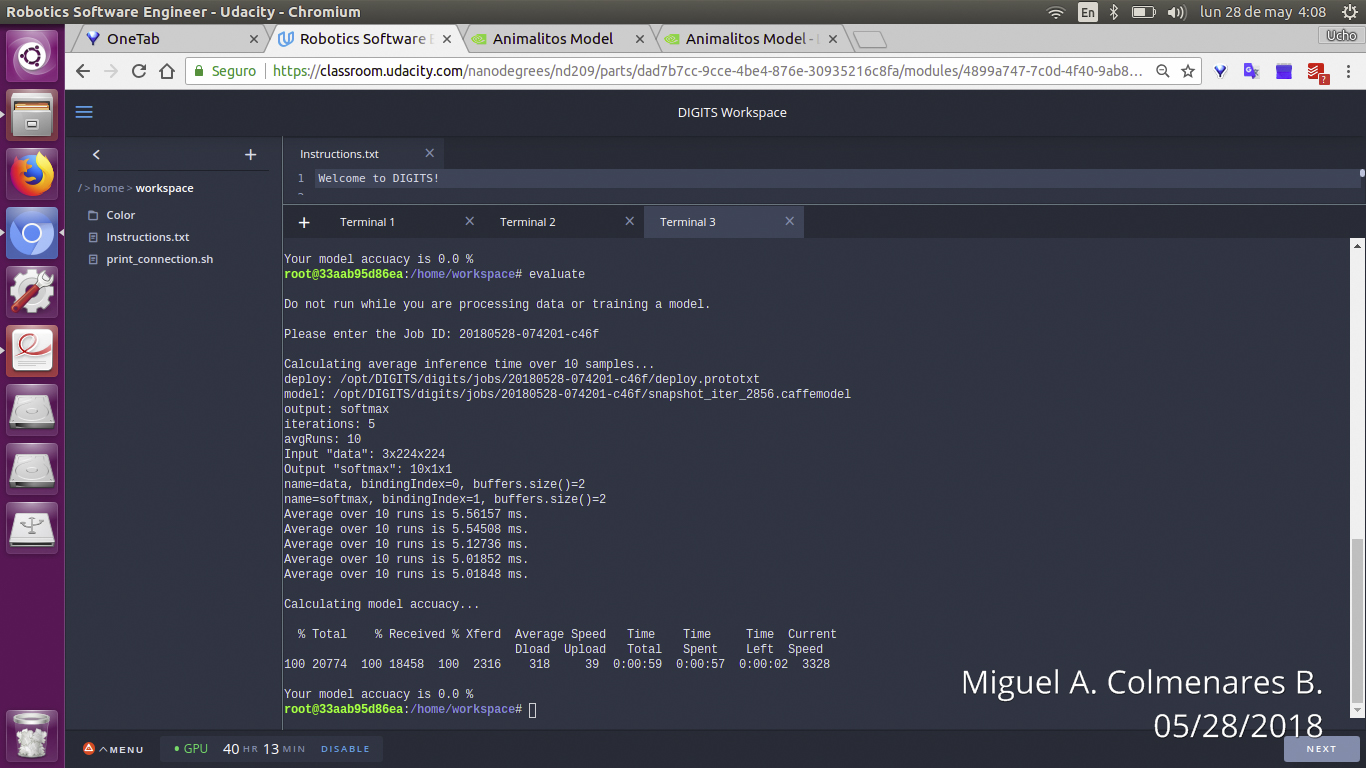 Robotics Software Engineer - Udacity - Chromium
En
lun 28 de may 4:08
OneTab
Robotics Software E
Animalitos Model
Animalitos Model -
Ucho
Seguro
https://classroom.udacity.com/nanodegrees/nd209/parts/dad7b7cc-9cce-4be4-876e-30935216c8fa/modules/4899a747-7c0d-4f40-9ab8...
DIGITS Workspace
/ > home > workspace
Color
Instructions.txt
print_connection.sh
Instructions.txt
1 Welcome to DIGITS!
Terminal 1
Terminal 2
Terminal 3
Your model accuacy is 0.0 %
root@33aab95d86ea:/home/workspace# evaluate
Do not run while you are processing data or training a model.
Please enter the Job ID: 20180528-074201-c46f
Calculating average inference time over 10 samples...
deploy: /opt/DIGITS/digits/jobs/20180528-074201-c46f/deploy.prototxt
model: /opt/DIGITS/digits/jobs/20180528-074201-c46f/snapshot_iter_2856.caffemodel
output: softmax
iterations: 5
avgRuns: 10
Input "data": 3x224x224
Output "softmax": 10x1x1
name=data, bindingIndex=0, buffers.size()=2
name=softmax, bindingIndex=1, buffers.size()=2
Average over 10 runs is 5.56157 ms.
Average over 10 runs is 5.54508 ms.
Average over 10 runs is 5.12736 ms.
Average over 10 runs is 5.01852 ms.
Average over 10 runs is 5.01848 ms.
Calculating model accuacy...
% Total % Received % Xferd Average Speed Time Time Time Current
Dload Upload Total Spent Left Speed
100 20774 100 18458 100 2316 318 39 0:00:59 0:00:57 0:00:02 3328
Your model accuacy is 0.0 %
root@33aab95d86ea:/home/workspace#
Miguel A. Colmenares B.
05/28/2018
MENU
GPU 40 HR 13 MIN DISABLE
NEXT